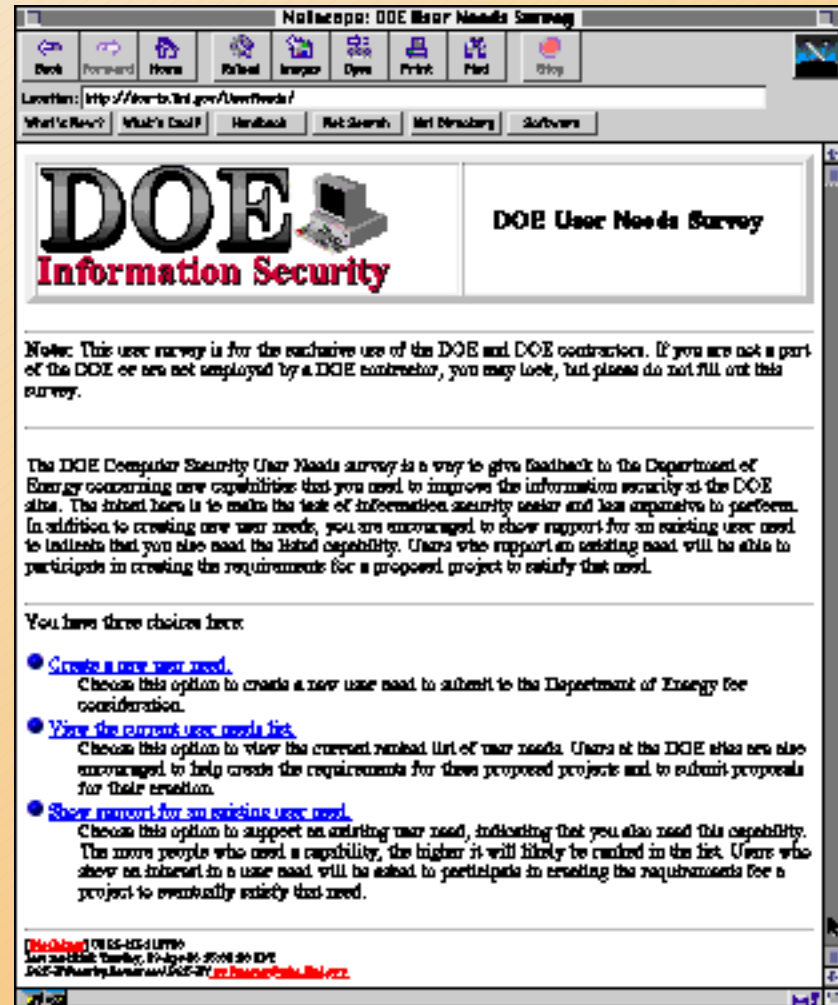 Netscape: DOE User Needs Survey
Back Forward Home Reload Images Open Print Find Stop
Location:
What's New? What's Cool? Handbook Net Search Net Directory Software
DOE
Information Security
DOE User Needs Survey
Note: This user survey is for the exclusive use of the DOE and DOE contractors. If you are not a part
of the DOE or are not employed by a DOE contractor, you may look, but please do not fill out this
survey.
The DOE Computer Security User Needs survey is a way to give feedback to the Department of
Energy concerning new capabilities that you need to improve the information security at the DOE
sites. The intent here is to make the task of information security easier and less expensive to perform.
In addition to creating new user needs, you are encouraged to show support for an existing user need
to indicate that you also need the listed capability. Users who support an existing need will be able to
participate in creating the requirements for a proposed project to satisfy that need.
You have three choices here:
Create a new user need.
Choose this option to create a new user need to submit to the Department of Energy for
consideration.
View the current user needs list.
Choose this option to view the current ranked list of user needs. Users at the DOE sites are also
encouraged to help create the requirements for these proposed projects and to submit proposals
for their creation.
Show support for an existing user need.
Choose this option to support an existing user need, indicating that you also need this capability.
The more people who need a capability, the higher it will likely be ranked in the list. Users who
show an interest in a user need will be asked to participate in creating the requirements for a
project to eventually satisfy that need.